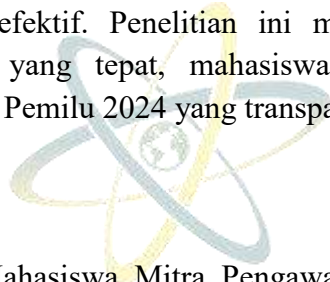 efektif. Penelitian ini m
yang tepat, mahasiswa
Pemilu 2024 yang transpa
Mahasiswa Mitra Pengawa